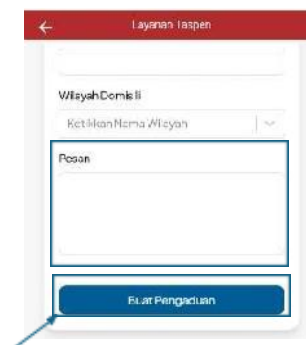 Layanan Taspen
Wilayah Domisili
Ketikkan Nama Wilayah
Pesan
Buat Pengaduan